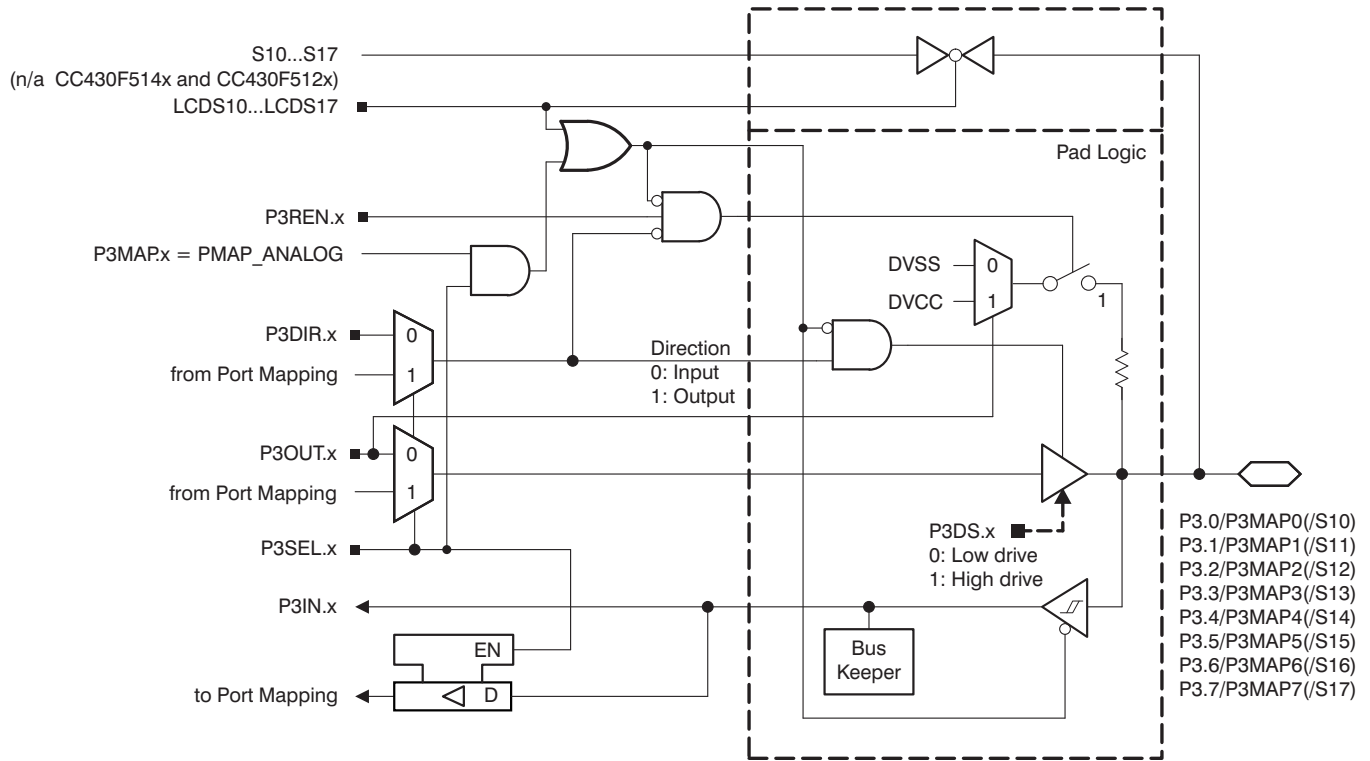 S10...S17
(n/a CC430F514x and CC430F512x)
LCDS10...LCDS17
Pad Logic
P3REN.x
P3MAP.x = PMAP_ANALOG
DVSS
0
DVCC
1
1
P3DIR.x
0
from Port Mapping
1
Direction
0: Input
1: Output
P3OUT.x
0
from Port Mapping
1
P3SEL.x
P3DS.x
0: Low drive
1: High drive
P3IN.x
EN
D
to Port Mapping
Bus
Keeper
P3.0/P3MAP0(/S10)
P3.1/P3MAP1(/S11)
P3.2/P3MAP2(/S12)
P3.3/P3MAP3(/S13)
P3.4/P3MAP4(/S14)
P3.5/P3MAP5(/S15)
P3.6/P3MAP6(/S16)
P3.7/P3MAP7(/S17)